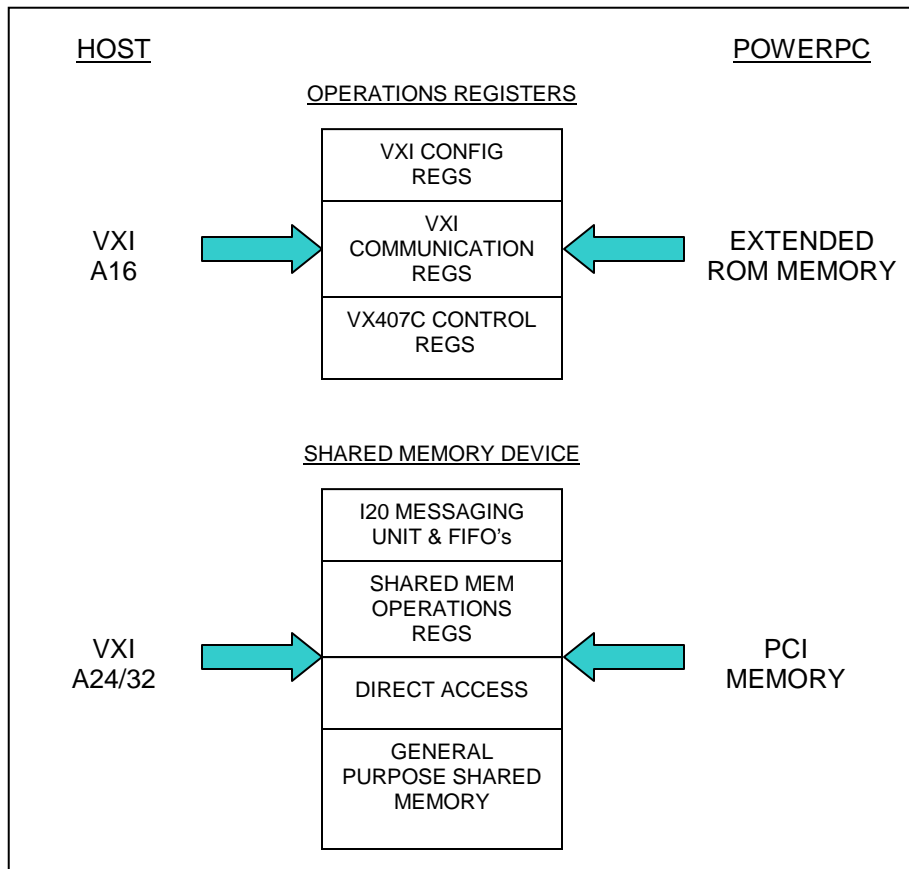 HOST
POWERPC
OPERATIONS REGISTERS
VXI CONFIG
REGS
VXI
COMMUNICATION
REGS
VX407C CONTROL
REGS
VXI
A16
EXTENDED
ROM MEMORY
SHARED MEMORY DEVICE
I20 MESSAGING
UNIT & FIFO's
SHARED MEM
OPERATIONS
REGS
DIRECT ACCESS
GENERAL
PURPOSE SHARED
MEMORY
VXI
A24/32
PCI
MEMORY